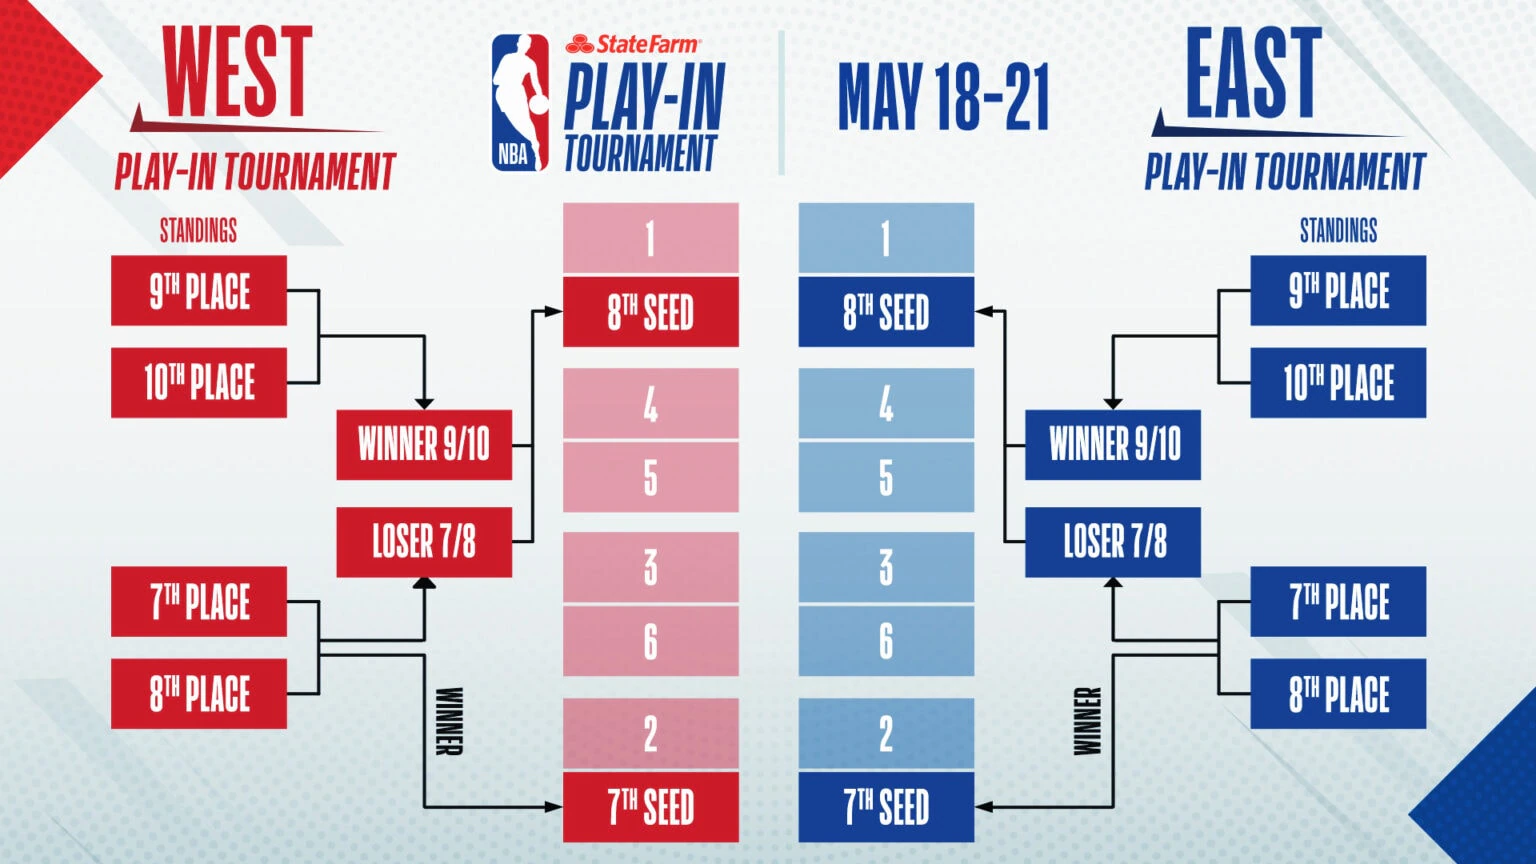 WEST
PLAY-IN TOURNAMENT
STANDINGS
9TH PLACE
10TH PLACE
WINNER 9/10
LOSER 7/8
7TH PLACE
8TH PLACE
WINNER
NBA
StateFarm
PLAY-IN
TOURNAMENT
MAY 18-21
1
8TH SEED
4
5
3
6
2
7TH SEED
1
8TH SEED
4
5
3
6
2
7TH SEED
EAST
PLAY-IN TOURNAMENT
STANDINGS
9TH PLACE
10TH PLACE
WINNER 9/10
LOSER 7/8
7TH PLACE
8TH PLACE
WINNER